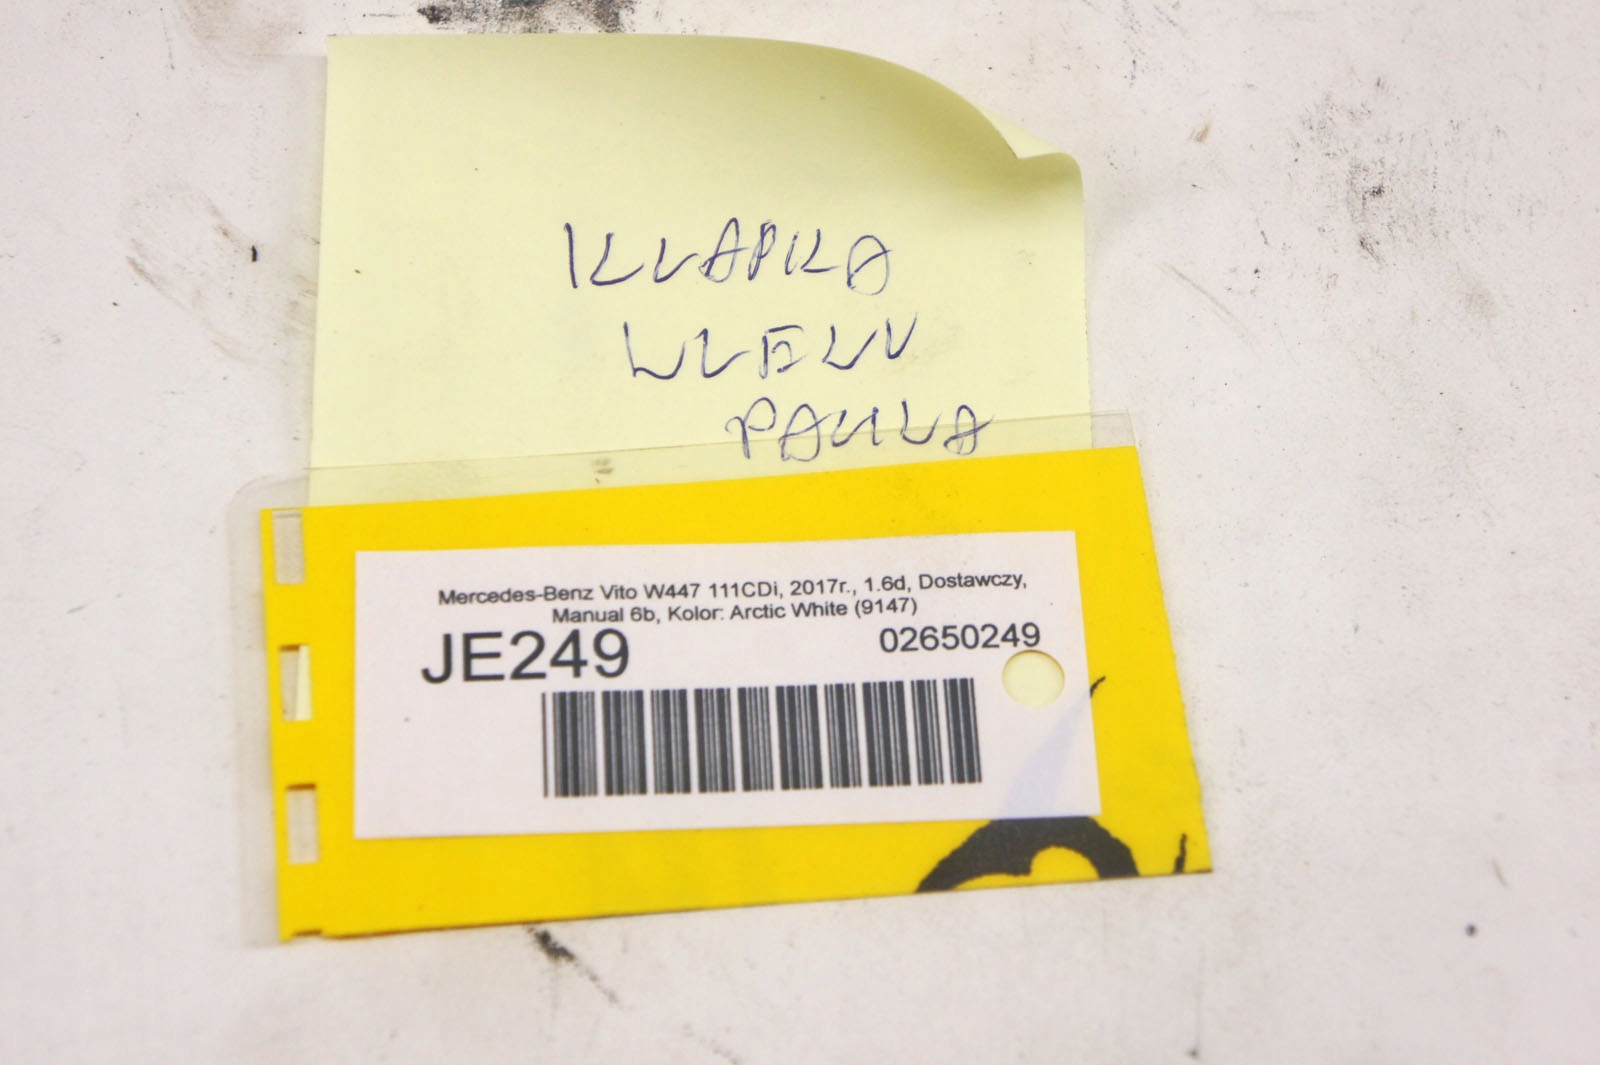 KLAPKA
WLEWU
PALIWA
Mercedes-Benz Vito W447 111CDi, 2017r., 1.6d, Dostawczy,
Manual 6b, Kolor: Arctic White (9147)
JE249 02650249